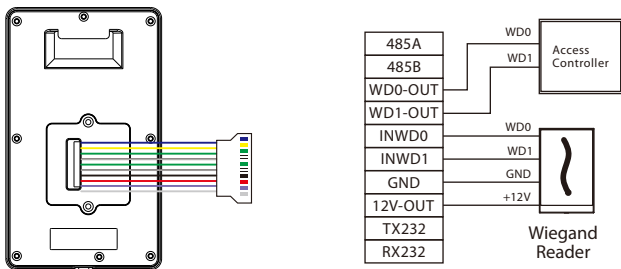 485A
485B
WD0-OUT
WD1-OUT
INWD0
INWD1
GND
12V-OUT
TX232
RX232
WD0
WD1
Access
Controller
WD0
WD1
GND
+12V
Wiegand
Reader